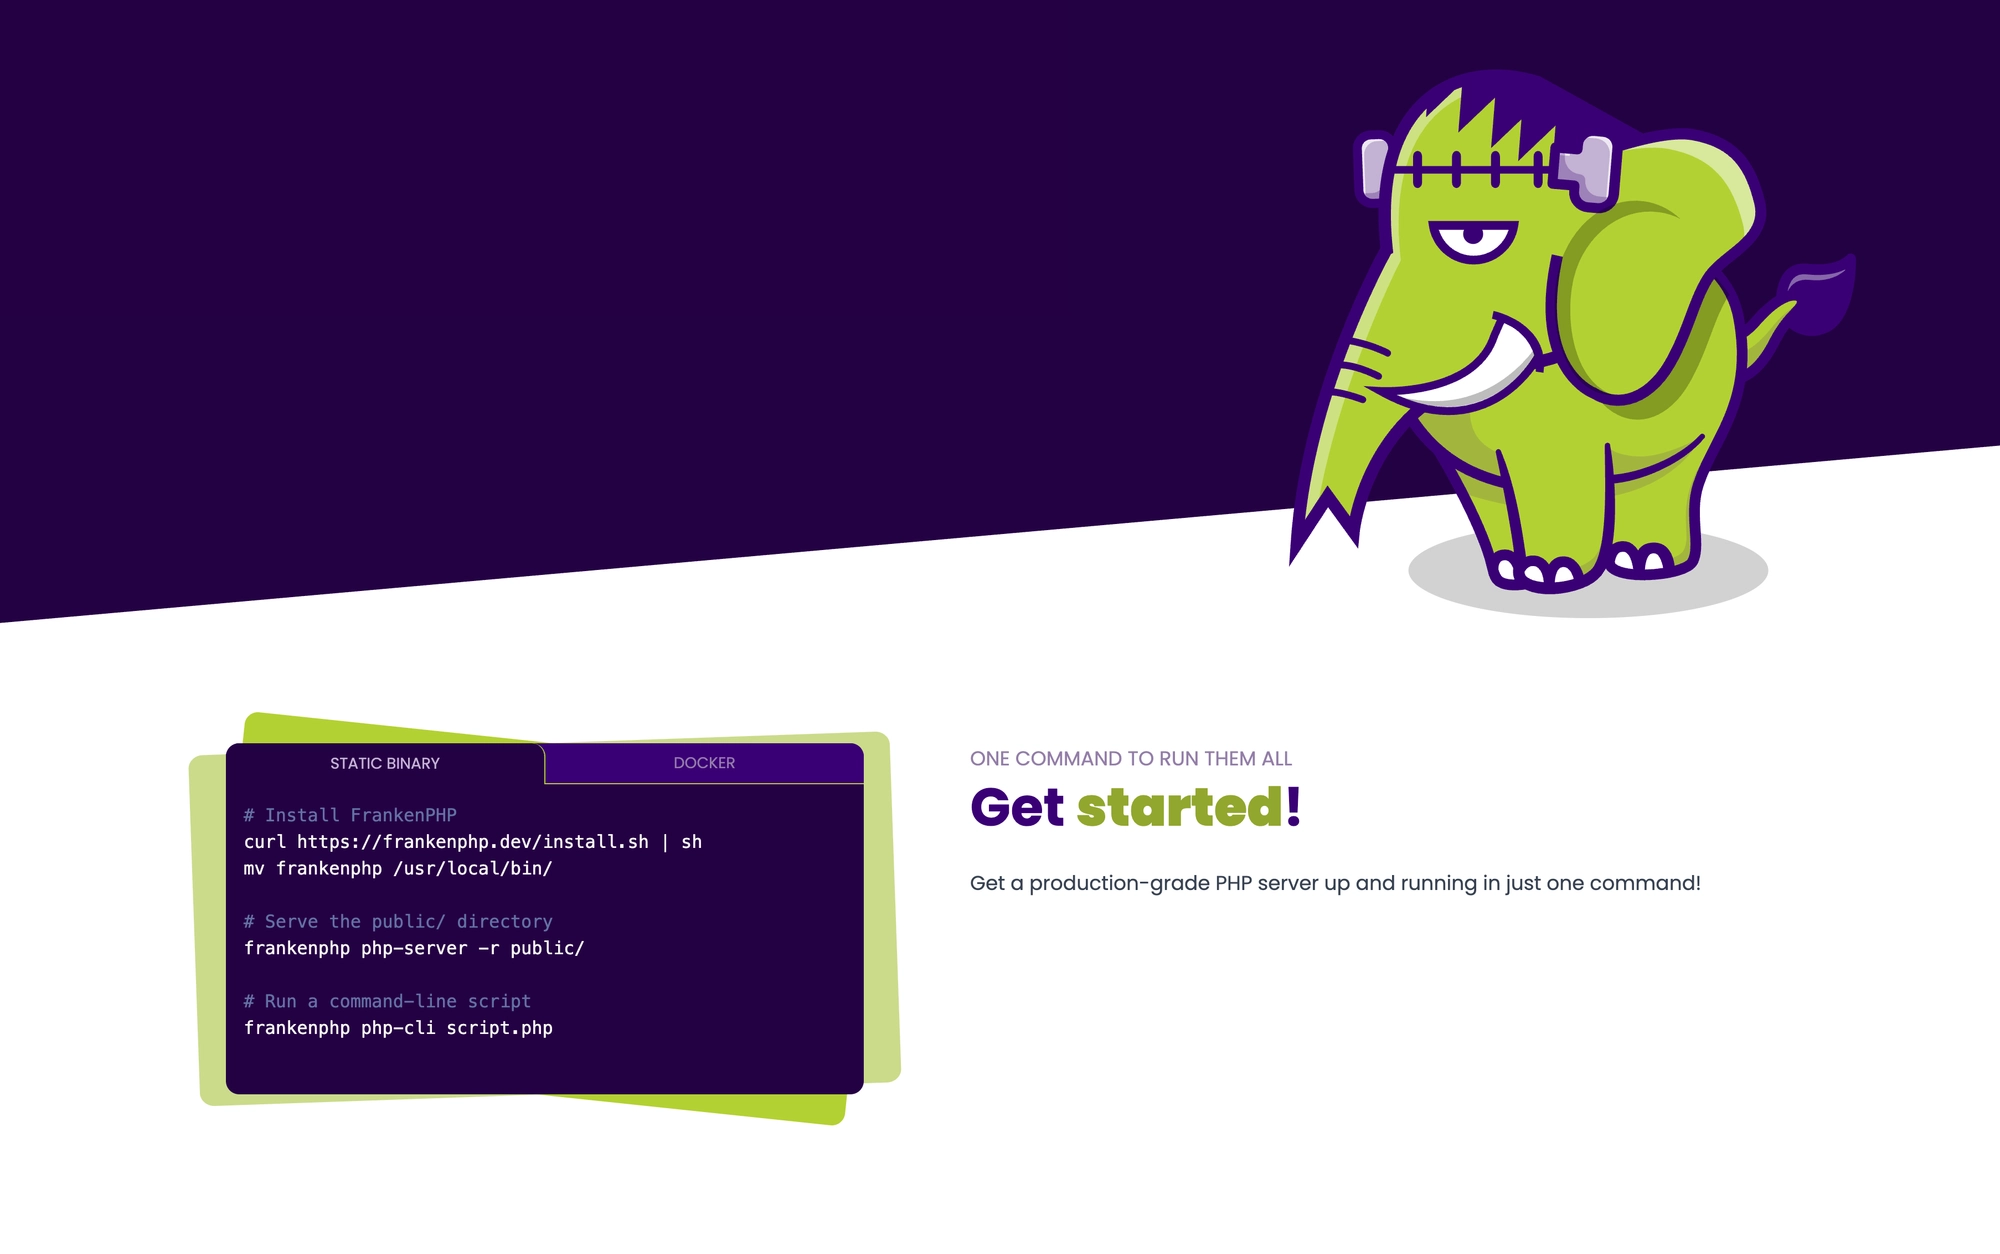 STATIC BINARY
DOCKER
# Install FrankenPHP
curl https://frankenphp.dev/install.sh | sh
mv frankenphp /usr/local/bin/
# Serve the public/ directory
frankenphp php-server -r public/
# Run a command-line script
frankenphp php-cli script.php
ONE COMMAND TO RUN THEM ALL
Get started!
Get a production-grade PHP server up and running in just one command!